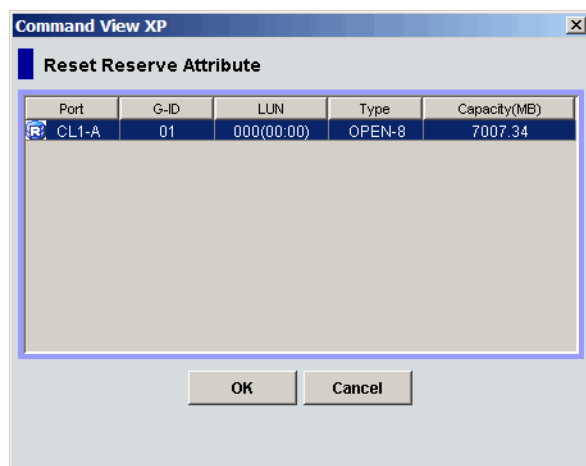 Command View XP
Reset Reserve Attribute
Port G-ID LUN Type Capacity(MB)
R CL1-A 01 000(00:00) OPEN-8 7007.34
OK Cancel